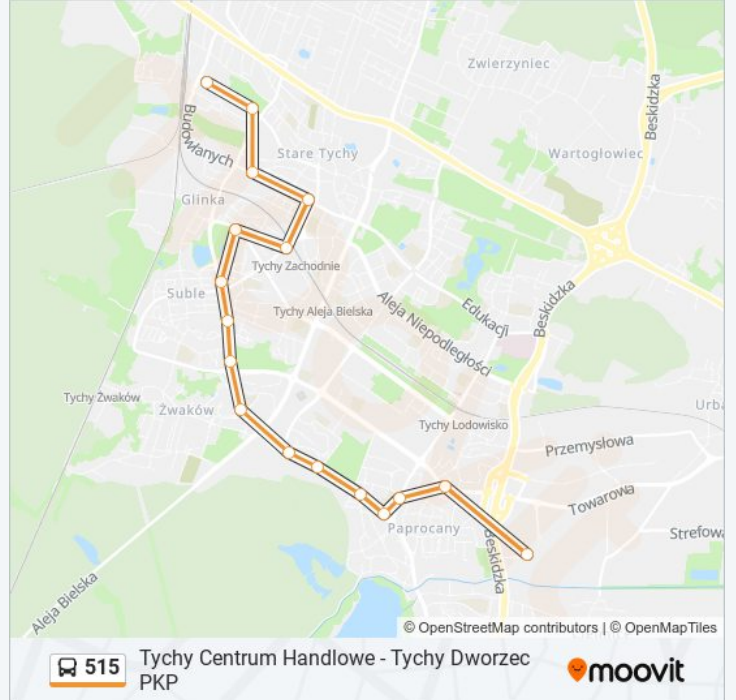 Zwierzyniec
Beskidzka
Budowlanych
Stare Tychy
Wartogłowiec
Glinka
Tychy Zachodnie
Suble
Edukacji
Beskidzka
Tychy Aleja Bielska
Aleja Niepodległości
Tychy Żwaków
Żwaków
Urba
Tychy Lodowisko
Przemysłowa
Towarowa
Paprocany
Strefowa
Beskidzka
Aleja Bielska
© OpenStreetMap contributors | © OpenMapTiles
515
Tychy Centrum Handlowe - Tychy Dworzec
PKP
moovit